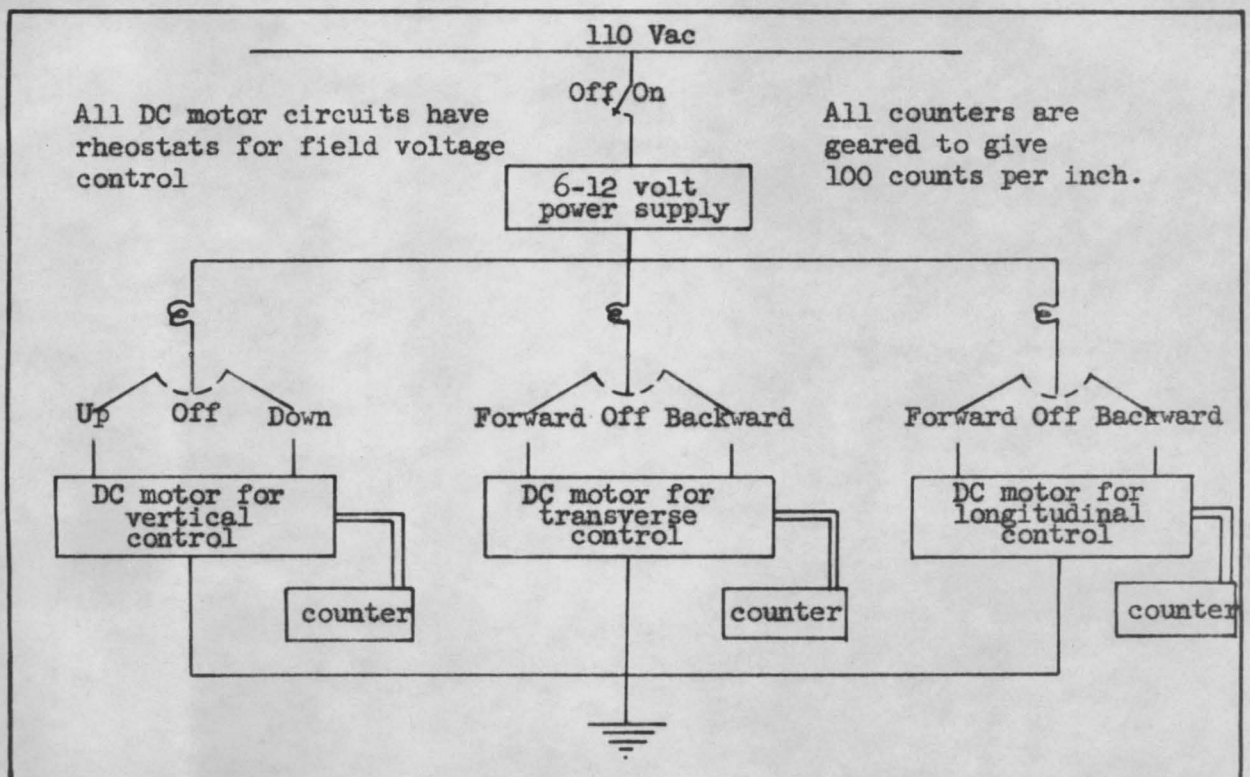 110 Vac
Off On
All DC motor circuits have
rheostats for field voltage
control
All counters are
geared to give
100 counts per inch.
6-12 volt
power supply
Up Off Down
Forward Off Backward
Forward Off Backward
DC motor for
vertical
control
DC motor for
transverse
control
DC motor for
longitudinal
control
counter
counter
counter